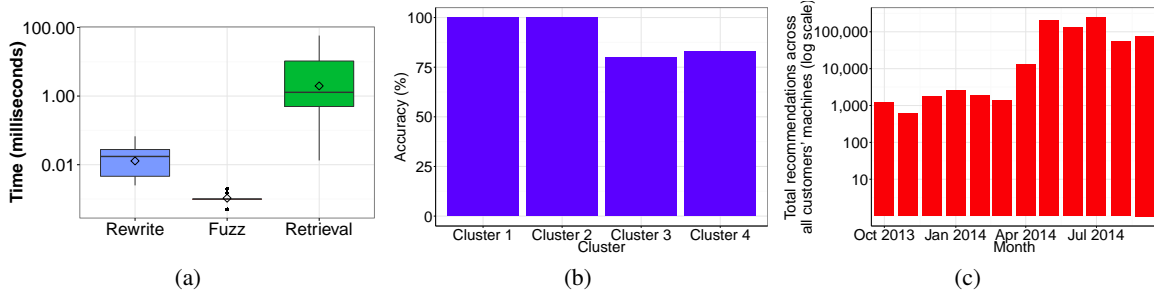 100.00
1.00
0.01
Time (milliseconds)
Rewrite Fuzz Retrieval
(a)
100
75
50
25
0
Accuracy (%)
Cluster 1 Cluster 2 Cluster 3 Cluster 4
Cluster
(b)
100,000
10,000
1,000
100
10
Total recommendations across
all customers' machines (log scale)
Oct 2013 Jan 2014 Apr 2014 Jul 2014
Month
(c)